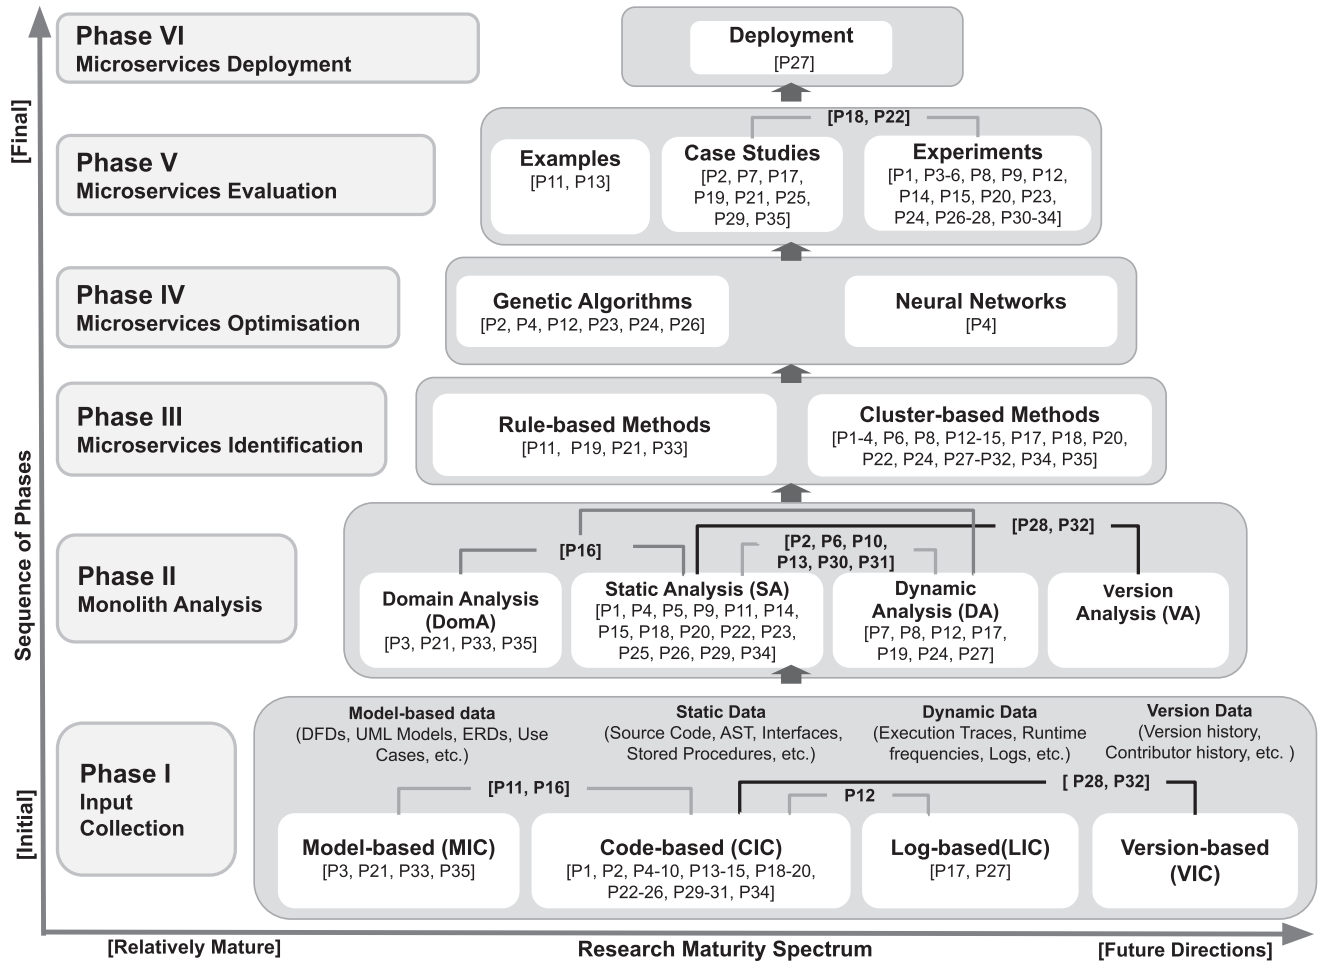 Phase VI
Microservices Deployment
Deployment
[P27]
[Final]
Phase V
Microservices Evaluation
[P18, P22]
Examples
[P11, P13]
Case Studies
[P2, P7, P17,
P19, P21, P25,
P29, P35]
Experiments
[P1, P3-6, P8, P9, P12,
P14, P15, P20, P23,
P24, P26-28, P30-34]
Phase IV
Microservices Optimisation
Genetic Algorithms
[P2, P4, P12, P23, P24, P26]
Neural Networks
[P4]
Phase III
Microservices Identification
Rule-based Methods
[P11, P19, P21, P33]
Cluster-based Methods
[P1-4, P6, P8, P12-15, P17, P18, P20,
P22, P24, P27-P32, P34, P35]
Sequence of Phases
Phase II
Monolith Analysis
[P16]
[P2, P6, P10,
P13, P30, P31]
[P28, P32]
Domain Analysis
(DomA)
[P3, P21, P33, P35]
Static Analysis (SA)
[P1, P4, P5, P9, P11, P14,
P15, P18, P20, P22, P23,
P25, P26, P29, P34]
Dynamic
Analysis (DA)
[P7, P8, P12, P17,
P19, P24, P27]
Version
Analysis (VA)
[Initial]
Phase I
Input
Collection
Model-based data
(DFDs, UML Models, ERDs, Use
Cases, etc.)
Static Data
(Source Code, AST, Interfaces,
Stored Procedures, etc.)
Dynamic Data
(Execution Traces, Runtime
frequencies, Logs, etc.)
Version Data
(Version history,
Contributor history, etc. )
[P11, P16]
P12
[ P28, P32]
Model-based (MIC)
[P3, P21, P33, P35]
Code-based (CIC)
[P1, P2, P4-10, P13-15, P18-20,
P22-26, P29-31, P34]
Log-based(LIC)
[P17, P27]
Version-based
(VIC)
[Relatively Mature]
Research Maturity Spectrum
[Future Directions]